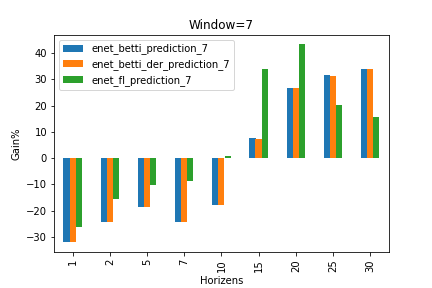 Window=7
enet_betti_prediction_7
enet_betti_der_prediction_7
enet_fl_prediction_7
Gain%
40
30
20
10
0
−10
−20
−30
1 2 5 7 10 15 20 25 30
Horizens